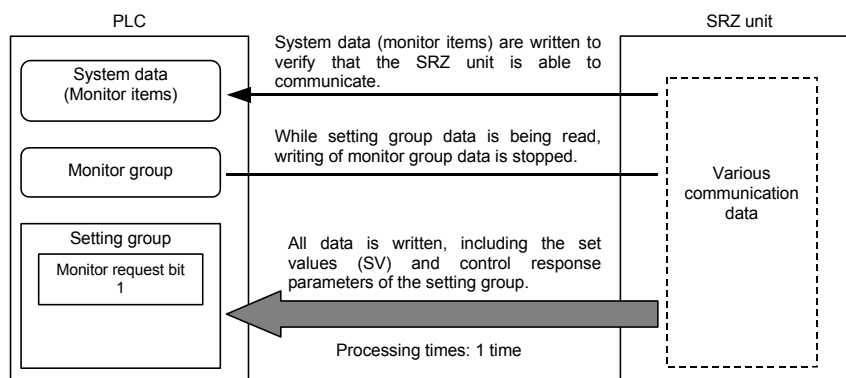 PLC
SRZ unit
System data
(Monitor items)
System data (monitor items) are written to
verify that the SRZ unit is able to
communicate.
Monitor group
While setting group data is being read,
writing of monitor group data is stopped.
Various
communication
data
Setting group
Monitor request bit
1
All data is written, including the set
values (SV) and control response
parameters of the setting group.
Processing times: 1 time